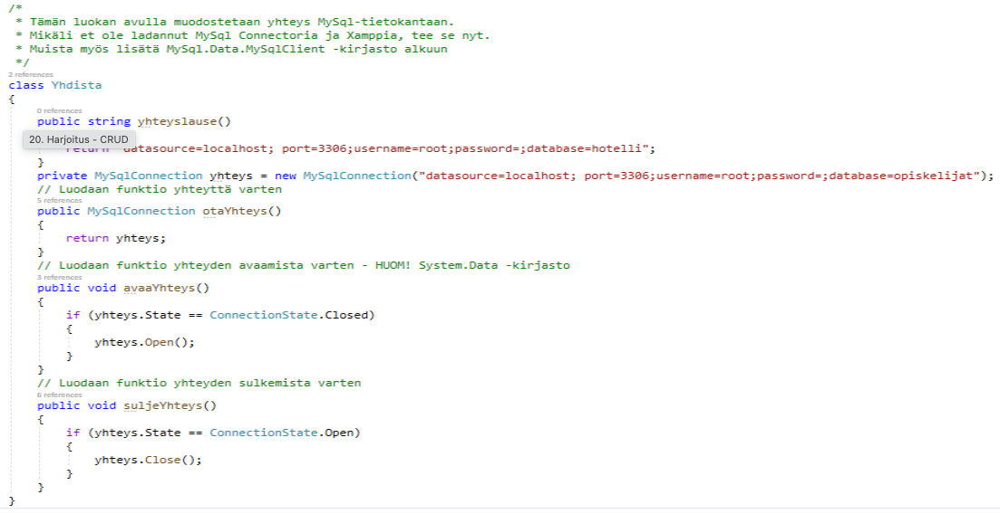 /*
 * Tämän luokan avulla muodostetaan yhteys MySql-tietokantaan.
 * Mikäli et ole ladannut MySql Connectoria ja Xamppia, tee se nyt.
 * Muista myös lisätä MySql.Data.MySqlClient -kirjasto alkuun
 */
2 references
class Yhdista
{
0 references
public string yhteyslause()
20. Harjoitus - CRUD
return "datasource=localhost; port=3306;username=root;password=;database=hotelli";
}
private MySqlConnection yhteys = new MySqlConnection("datasource=localhost; port=3306;username=root;password=;database=opiskelijat");
// Luodaan funktio yhteyttä varten
5 references
public MySqlConnection otaYhteys()
{
return yhteys;
}
// Luodaan funktio yhteyden avaamista varten - HUOM! System.Data -kirjasto
3 references
public void avaaYhteys()
{
if (yhteys.State == ConnectionState.Closed)
{
yhteys.Open();
}
}
// Luodaan funktio yhteyden sulkemista varten
6 references
public void suljeYhteys()
{
if (yhteys.State == ConnectionState.Open)
{
yhteys.Close();
}
}
}